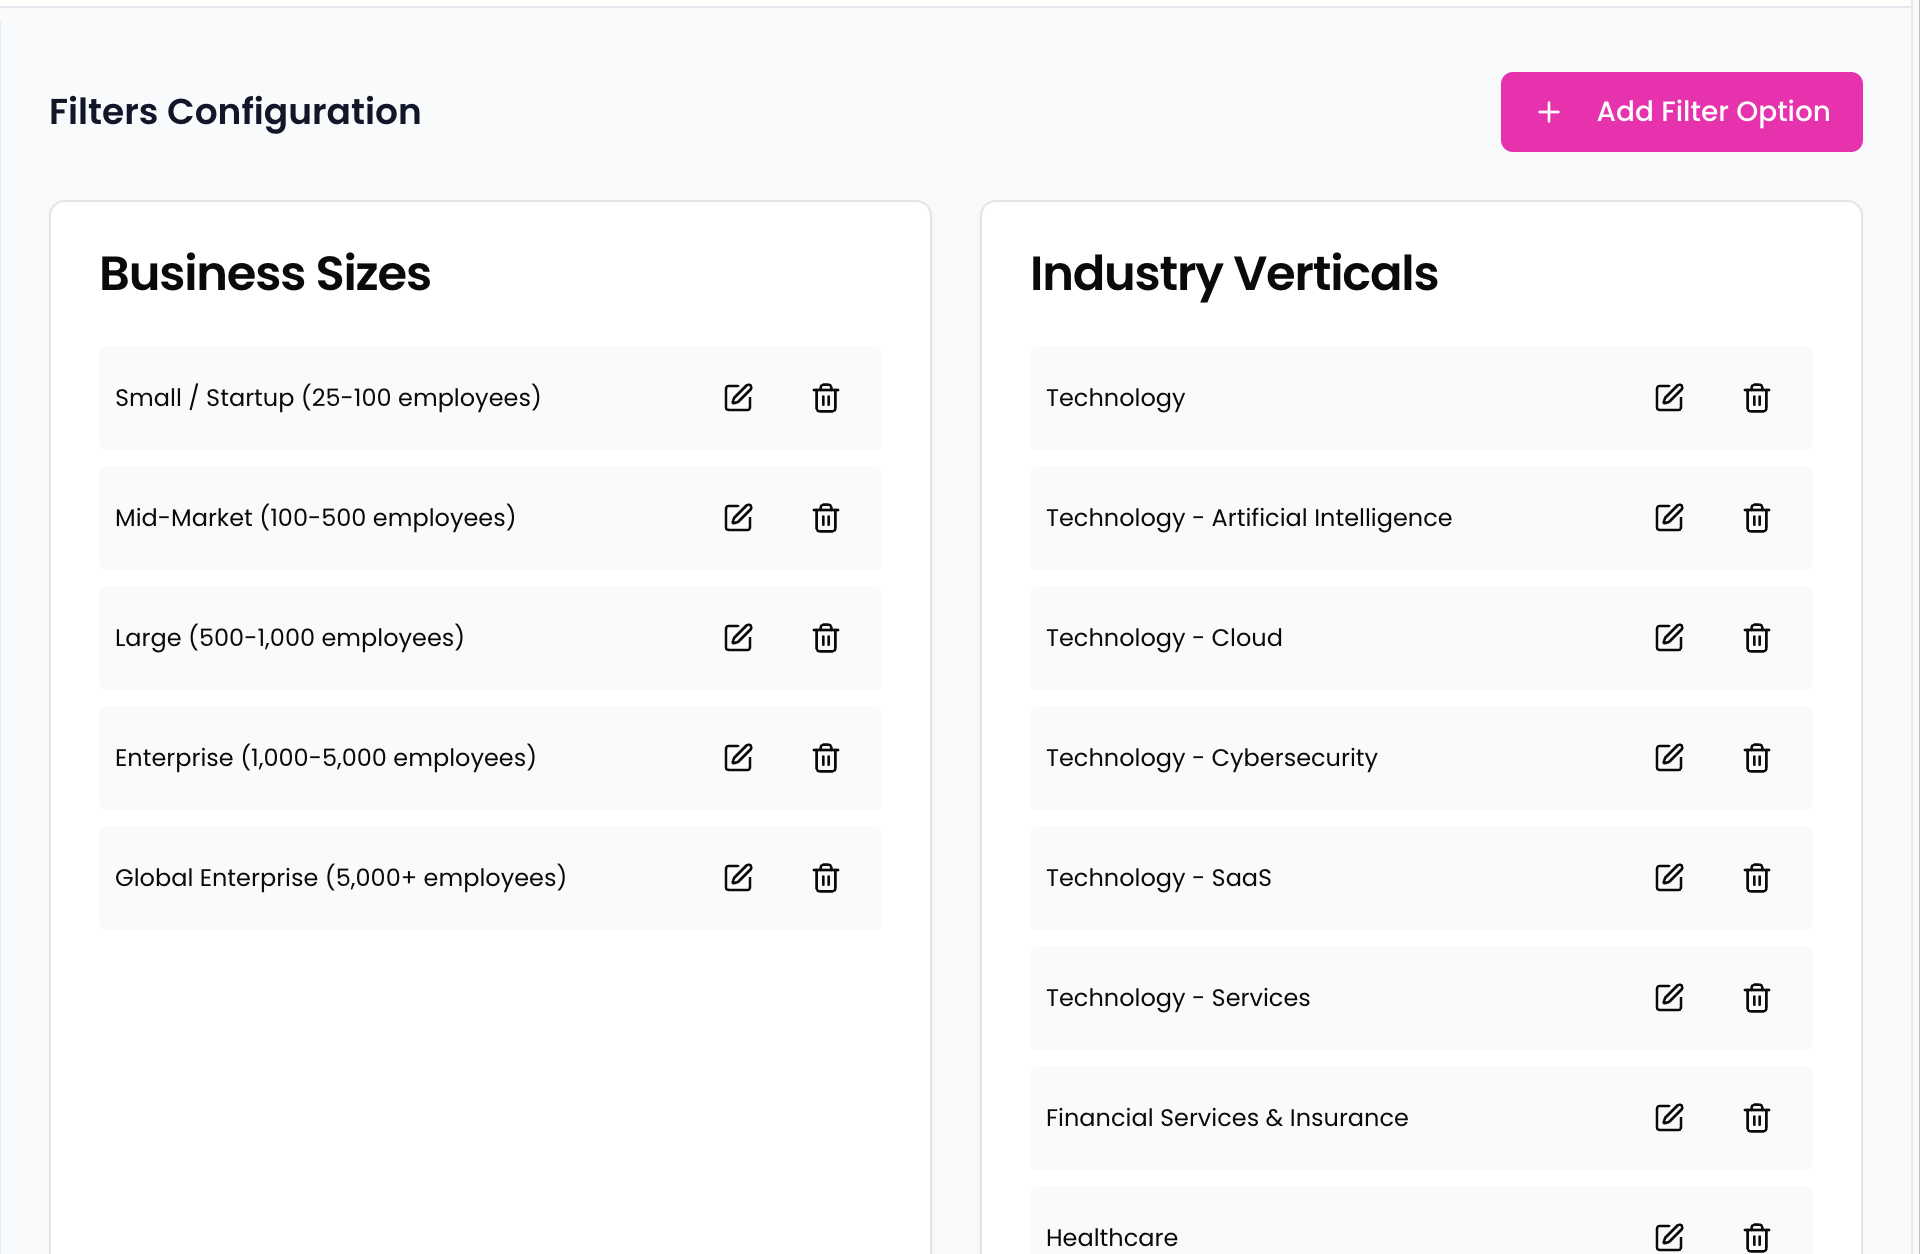 Filters Configuration
Add Filter Option
Business Sizes
Small / Startup (25-100 employees)
Mid-Market (100-500 employees)
Large (500-1,000 employees)
Enterprise (1,000-5,000 employees)
Global Enterprise (5,000+ employees)
Industry Verticals
Technology
Technology - Artificial Intelligence
Technology - Cloud
Technology - Cybersecurity
Technology - SaaS
Technology - Services
Financial Services & Insurance
Healthcare